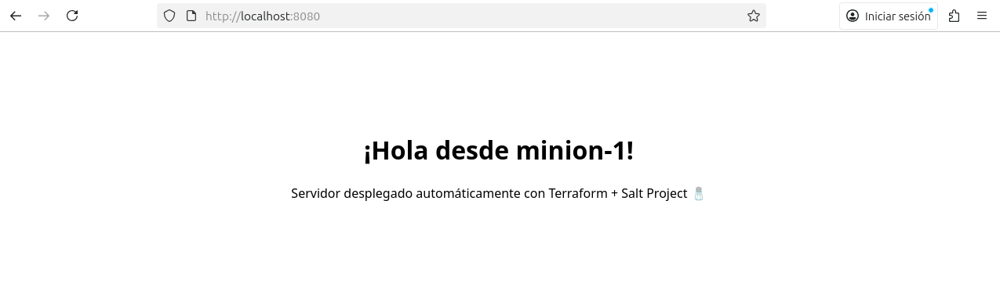 http://localhost:8080
Iniciar sesión
¡Hola desde minion-1!
Servidor desplegado automáticamente con Terraform + Salt Project 🧂